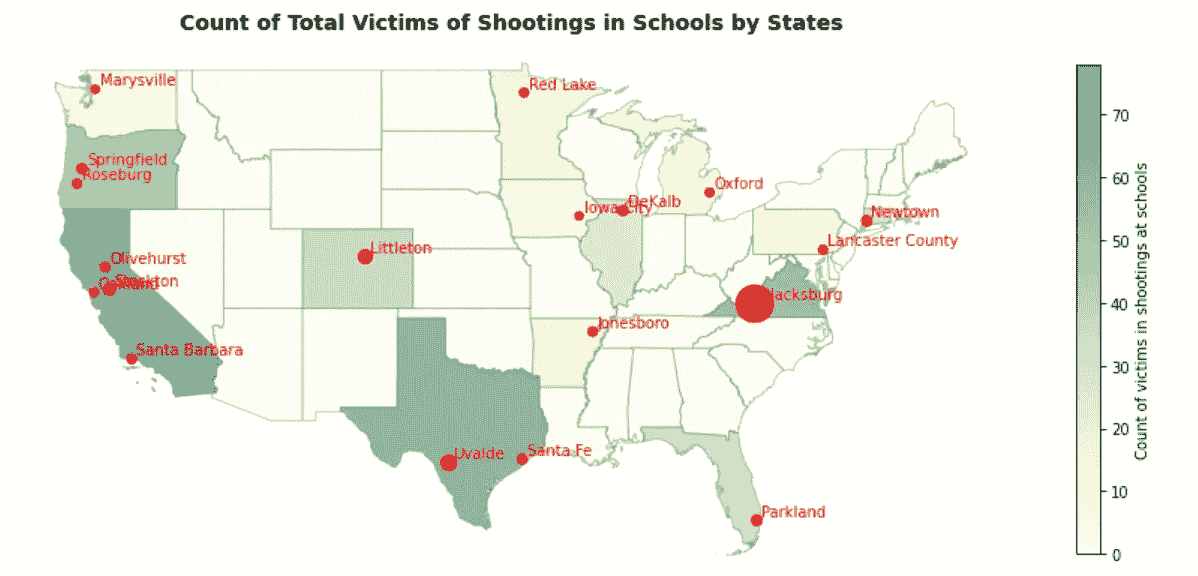 Count of Total Victims of Shootings in Schools by States
Marysville
Red Lake
Springfield
Roseburg
Oxford
Iowa City
DeKalb
Newtown
Lancaster County
Olivehurst
Littleton
Oakland
Stockton
Jacksburg
Jonesboro
Santa Barbara
Uvalde
Santa Fe
Parkland
70
60
50
40
30
20
10
0
Count of victims in shootings at schools